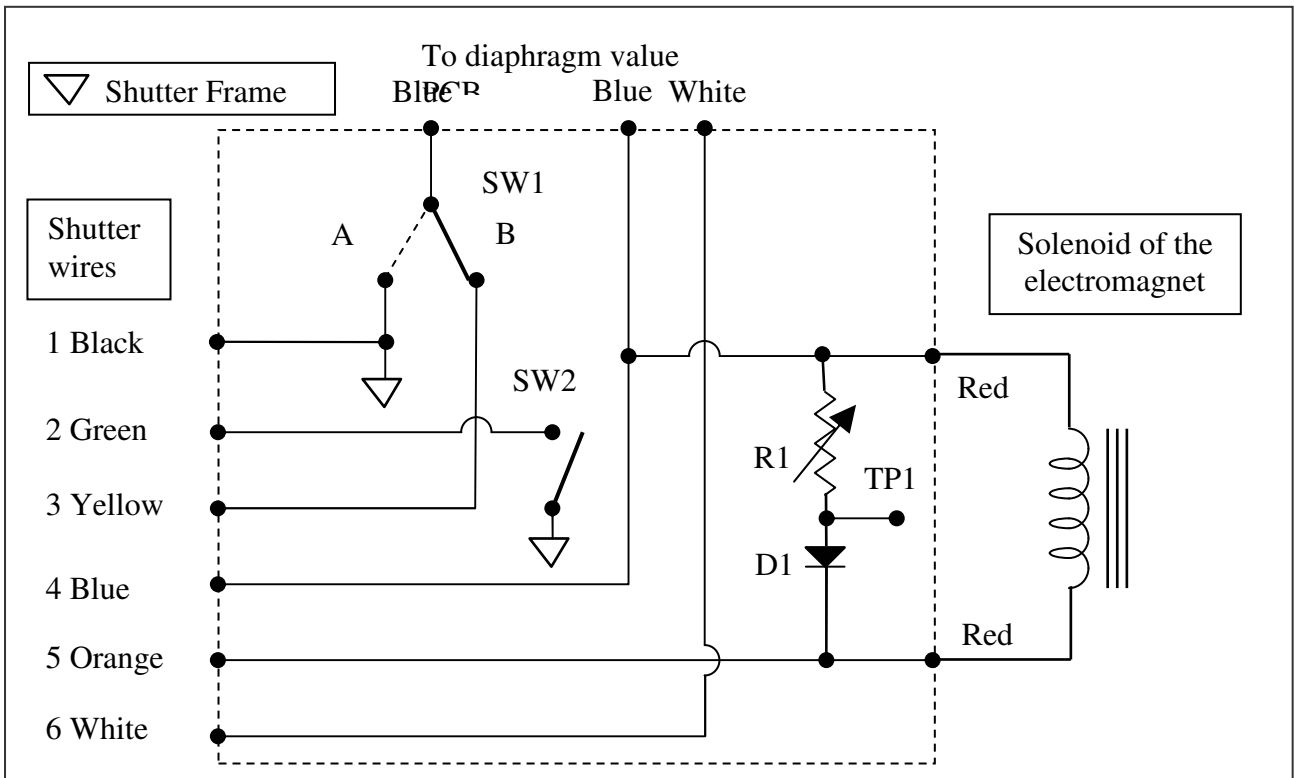 To diaphragm value
Shutter Frame
Blue
Blue White
SW1
A
B
Shutter
wires
Solenoid of the
electromagnet
1 Black
SW2
Red
2 Green
R1
TP1
3 Yellow
D1
4 Blue
Red
5 Orange
6 White